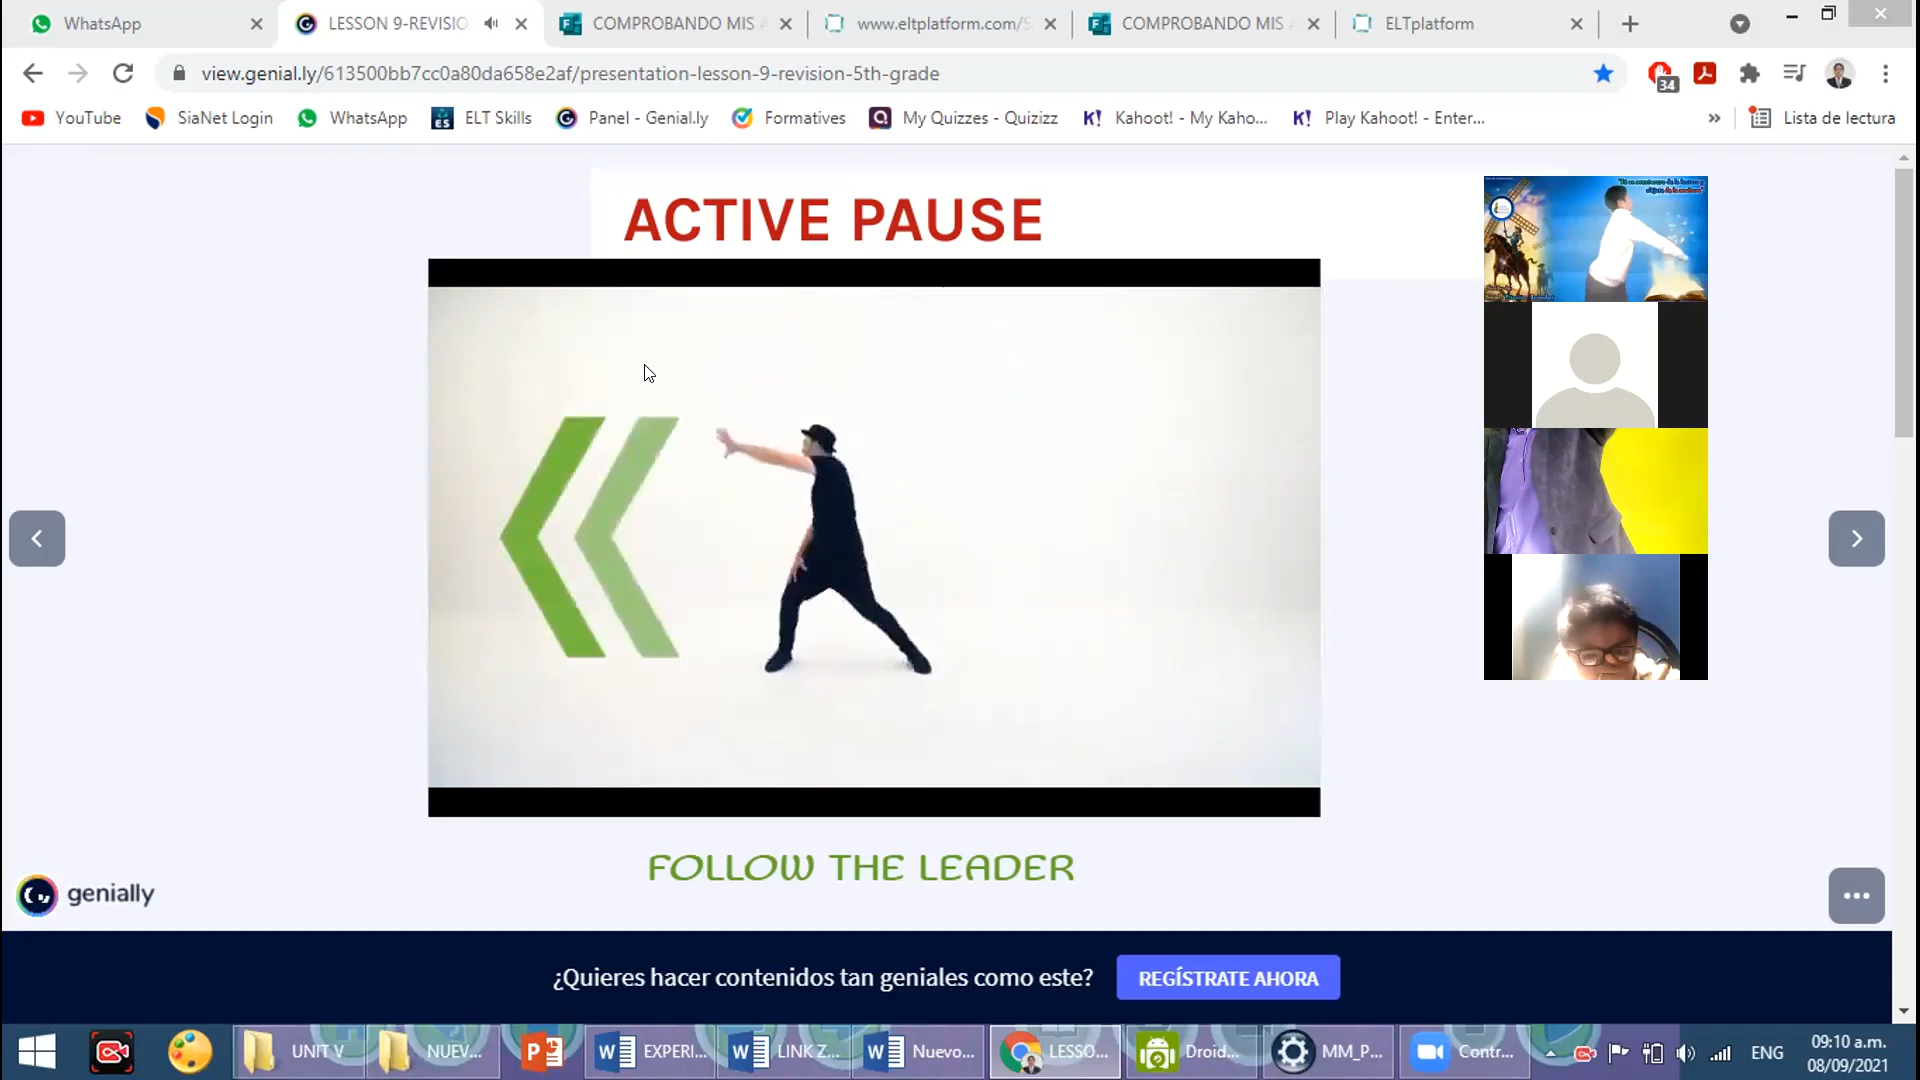 WhatsApp
LESSON 9-REVISIO
COMPROBANDO MIS
www.eltplatform.com/S
COMPROBANDO MIS
ELTplatform
view.genial.ly/613500bb7cc0a80da658e2af/presentation-lesson-9-revision-5th-grade
34
YouTube
SiaNet Login
WhatsApp
ES
ELT Skills
Panel - Genial.ly
Formatives
My Quizzes - Quizizz
K! Kahoot! - My Kaho...
K! Play Kahoot! - Enter...
»
Lista de lectura
ACTIVE PAUSE
FOLLOW THE LEADER
genially
¿Quieres hacer contenidos tan geniales como este?
REGÍSTRATE AHORA
UNIT V
NUEV...
EXPERI...
LINK Z...
Nuevo...
LESSO...
Droid...
MM_P...
Contr...
ENG
09:10 a.m.
08/09/2021